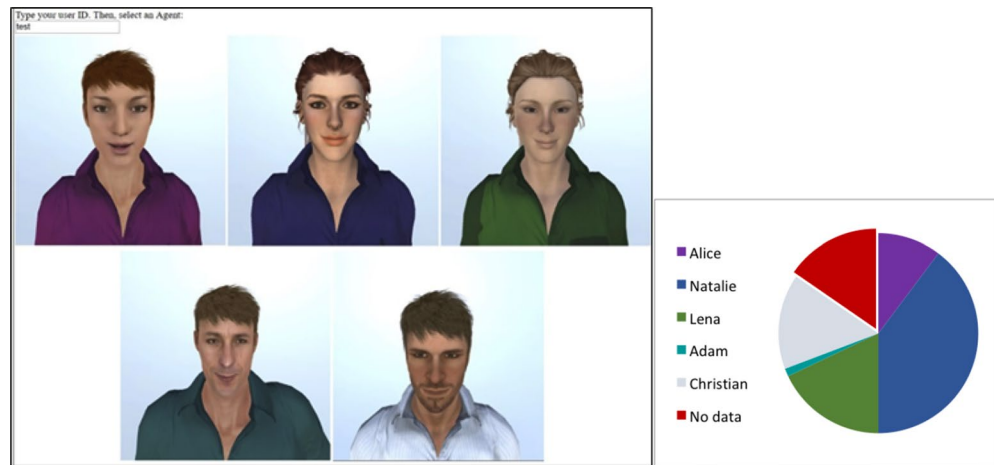 Type your user ID. Then, select an Agent:
test
Alice
Natalie
Lena
Adam
Christian
No data